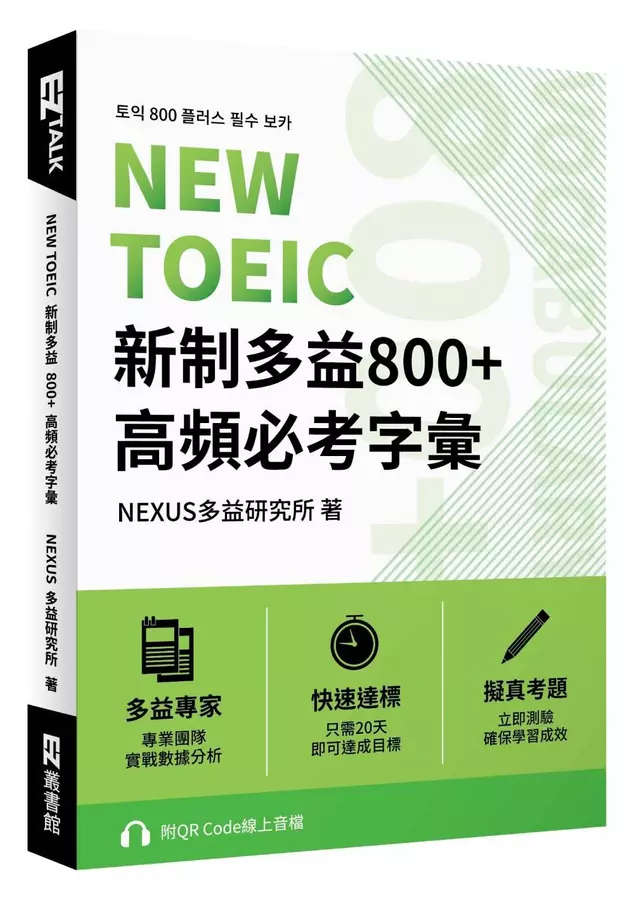 EZ TALK
NEW TOEIC 新制多益 800+ 高頻必考字彙
NEXUS 多益研究所 著
EZ叢書館
토익 800 플러스 필수 보카
NEW
TOEIC
新制多益800+
高頻必考字彙
NEXUS多益研究所 著
800+
VOCABULARY
多益專家
專業團隊
實戰數據分析
快速達標
只需20天
即可達成目標
擬真考題
立即測驗
確保學習成效
附QR Code線上音檔